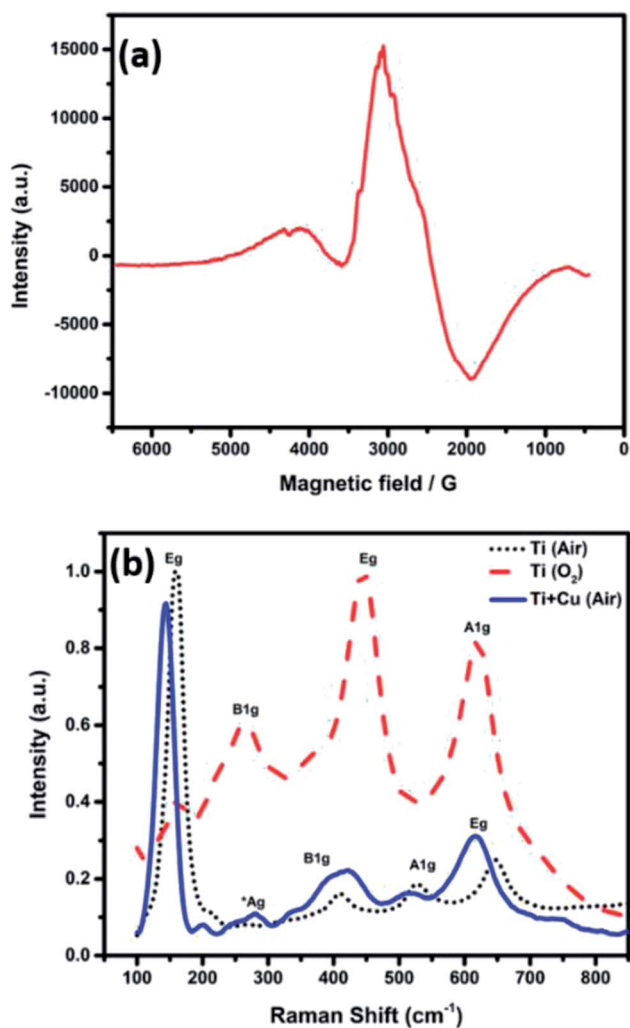 (a)
15000
10000
5000
0
-5000
-10000
Intensity (a.u.)
6000 5000 4000 3000 2000 1000 0
Magnetic field / G
(b)
Eg
Eg
Ti (Air)
Ti (O₂)
Ti+Cu (Air)
A1g
B1g
Eg
B1g
A1g
*Ag
1.0
0.8
0.6
0.4
0.2
0.0
Intensity (a.u.)
100 200 300 400 500 600 700 800
Raman Shift (cm⁻¹)